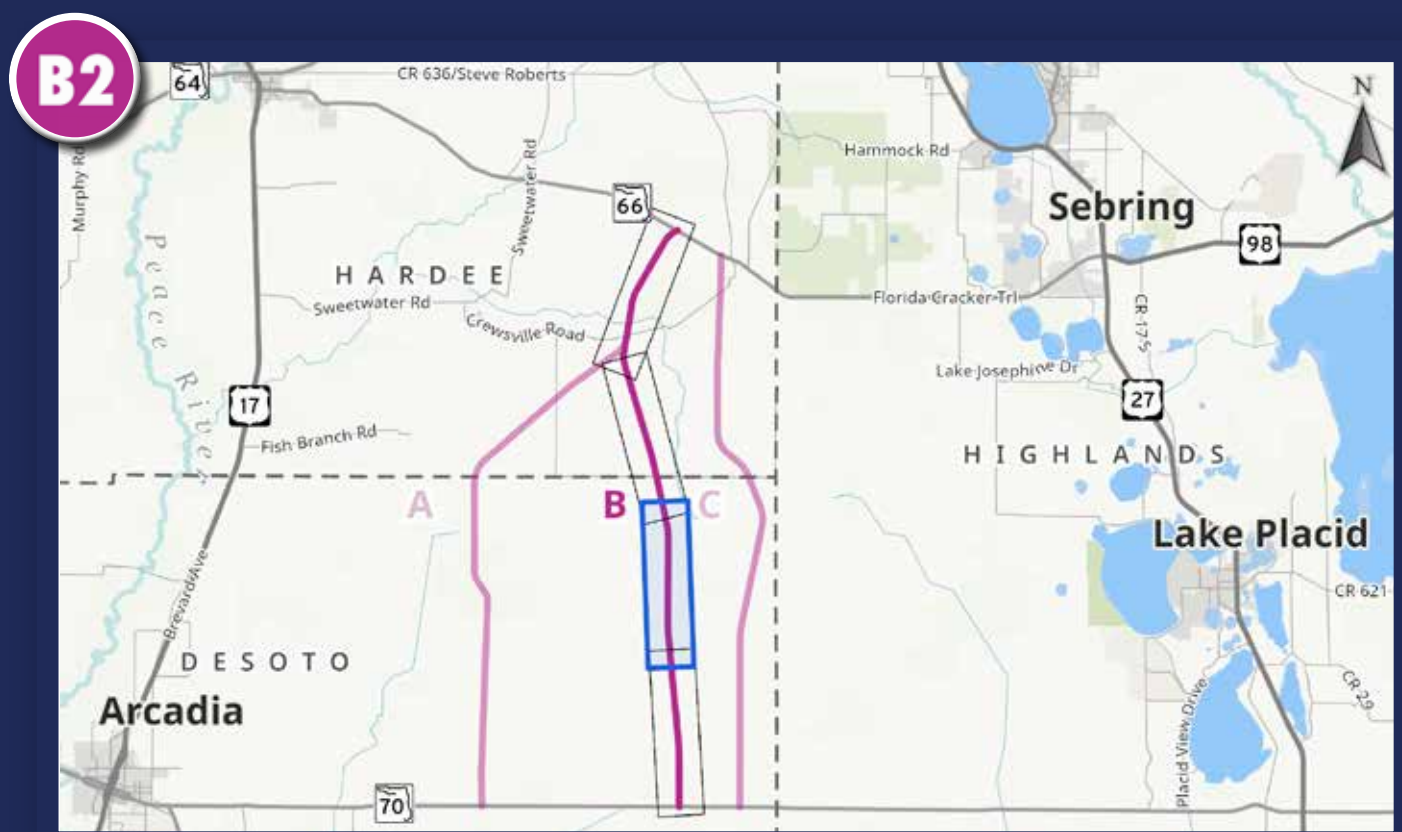 B2
64
CR 636/Steve Roberts
N
Murphy Rd
Hammock Rd
Sweetwater Rd
66
Sebring
98
Peace River
HARDEE
Sweetwater Rd
Florida Cracker Trl
Crewsville Road
CR 17 S
Lake Josephine Dr
17
27
Fish Branch Rd
HIGHLANDS
A
B
C
Lake Placid
Brevard Ave
CR 621
DESOTO
CR 29
Arcadia
Placid View Drive
70